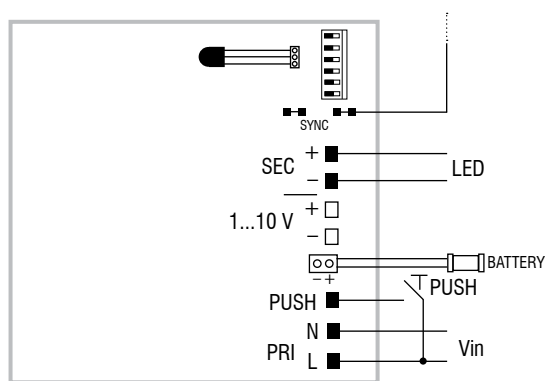 SYNC
SEC + LED
−
1...10 V +
−
BATTERY
− +
PUSH PUSH
N
PRI Vin
L